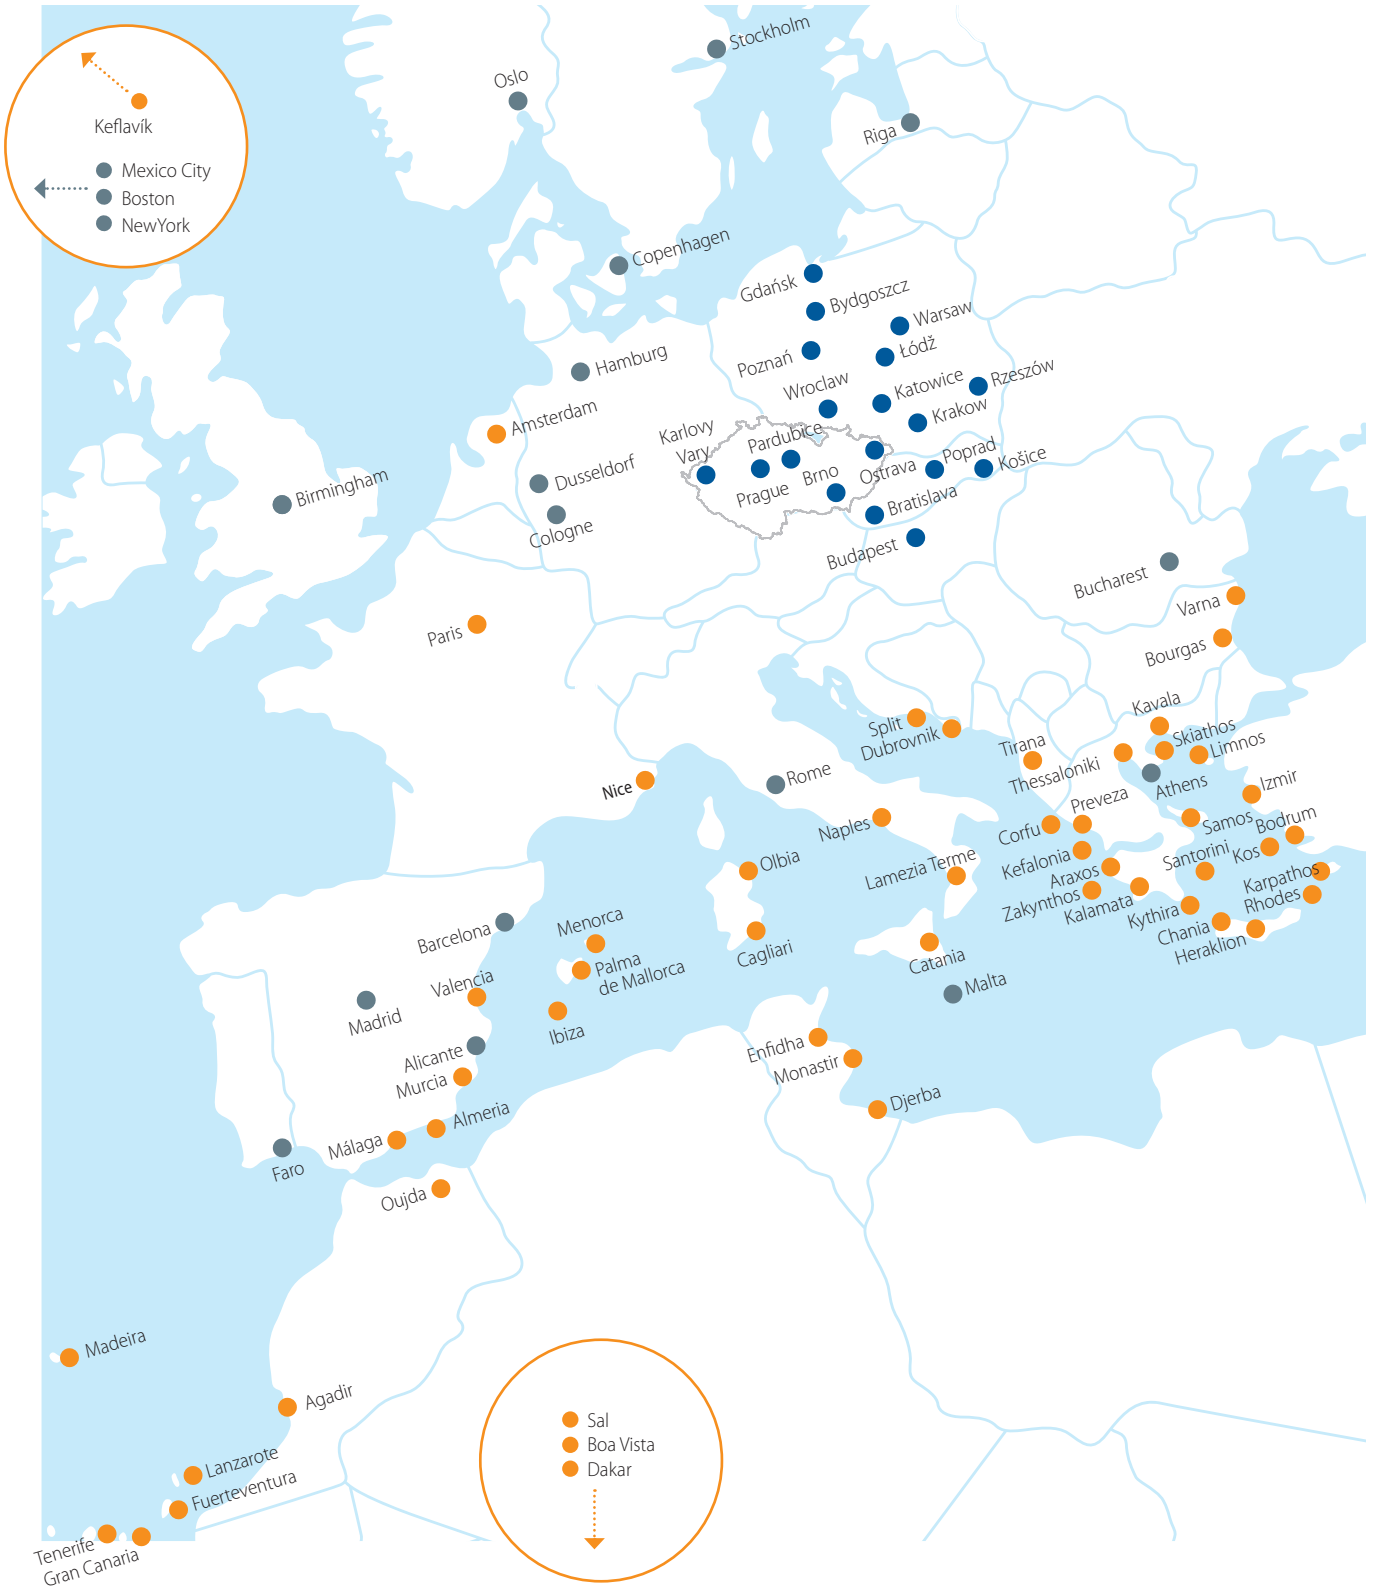 Stockholm
Oslo
Keflavík
Riga
Mexico City
Boston
NewYork
Copenhagen
Gdańsk
Bydgoszcz
Warsaw
Łódź
Poznań
Hamburg
Rzeszów
Wroclaw
Katowice
Krakow
Amsterdam
Karlovy
Vary
Pardubice
Poprad
Košice
Dusseldorf
Prague
Brno
Ostrava
Birmingham
Bratislava
Cologne
Budapest
Bucharest
Varna
Paris
Bourgas
Kavala
Split
Dubrovnik
Tirana
Skiathos
Limnos
Thessaloniki
Rome
Nice
Athens
Izmir
Preveza
Corfu
Samos
Bodrum
Naples
Olbia
Lamezia Terme
Kefalonia
Santorini
Kos
Araxos
Karpathos
Zakynthos
Kalamata
Rhodes
Kythira
Chania
Heraklion
Menorca
Barcelona
Cagliari
Catania
Palma
de Mallorca
Valencia
Malta
Madrid
Ibiza
Alicante
Enfidha
Murcia
Monastir
Djerba
Almeria
Málaga
Faro
Oujda
Madeira
Agadir
Sal
Boa Vista
Dakar
Lanzarote
Fuerteventura
Tenerife
Gran Canaria